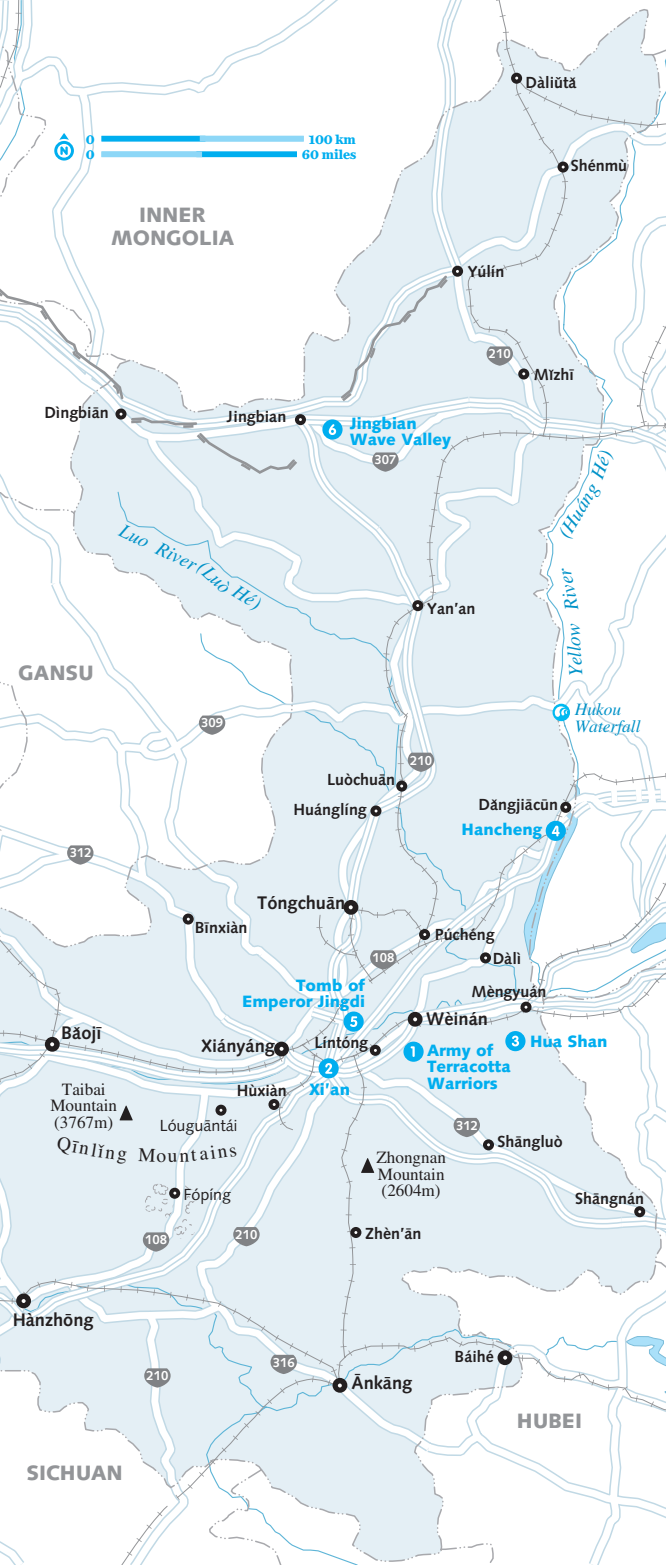 Dàliǔtǎ
0 100 km
0 60 miles
N
Shénmù
INNER
MONGOLIA
Yúlín
210
Mǐzhī
Dìngbiān
Jingbian
6 Jingbian
Wave Valley
307
Yellow River (Huáng Hé)
Luo River (Luò Hé)
Yan'an
GANSU
Hukou
Waterfall
309
210
Luòchuān
Huánglíng
Dǎngjiācūn
Hancheng 4
312
Tóngchuān
Bīnxiàn
Púchéng
108
Dàlì
Tomb of
Emperor Jingdi
5
Mèngyuán
Wèinán
Bǎojī
Xiányáng
Líntóng
1 Army of
Terracotta
Warriors
3 Hua Shan
2
Xi'an
Taibai
Mountain
(3767m)
Hùxiàn
Lóuguāntái
312
Shāngluò
Qīnlǐng Mountains
Zhongnan
Mountain
(2604m)
Fópíng
Shāngnán
108
210
Zhèn'ān
Hànzhōng
316
Báihé
210
Ānkāng
HUBEI
SICHUAN